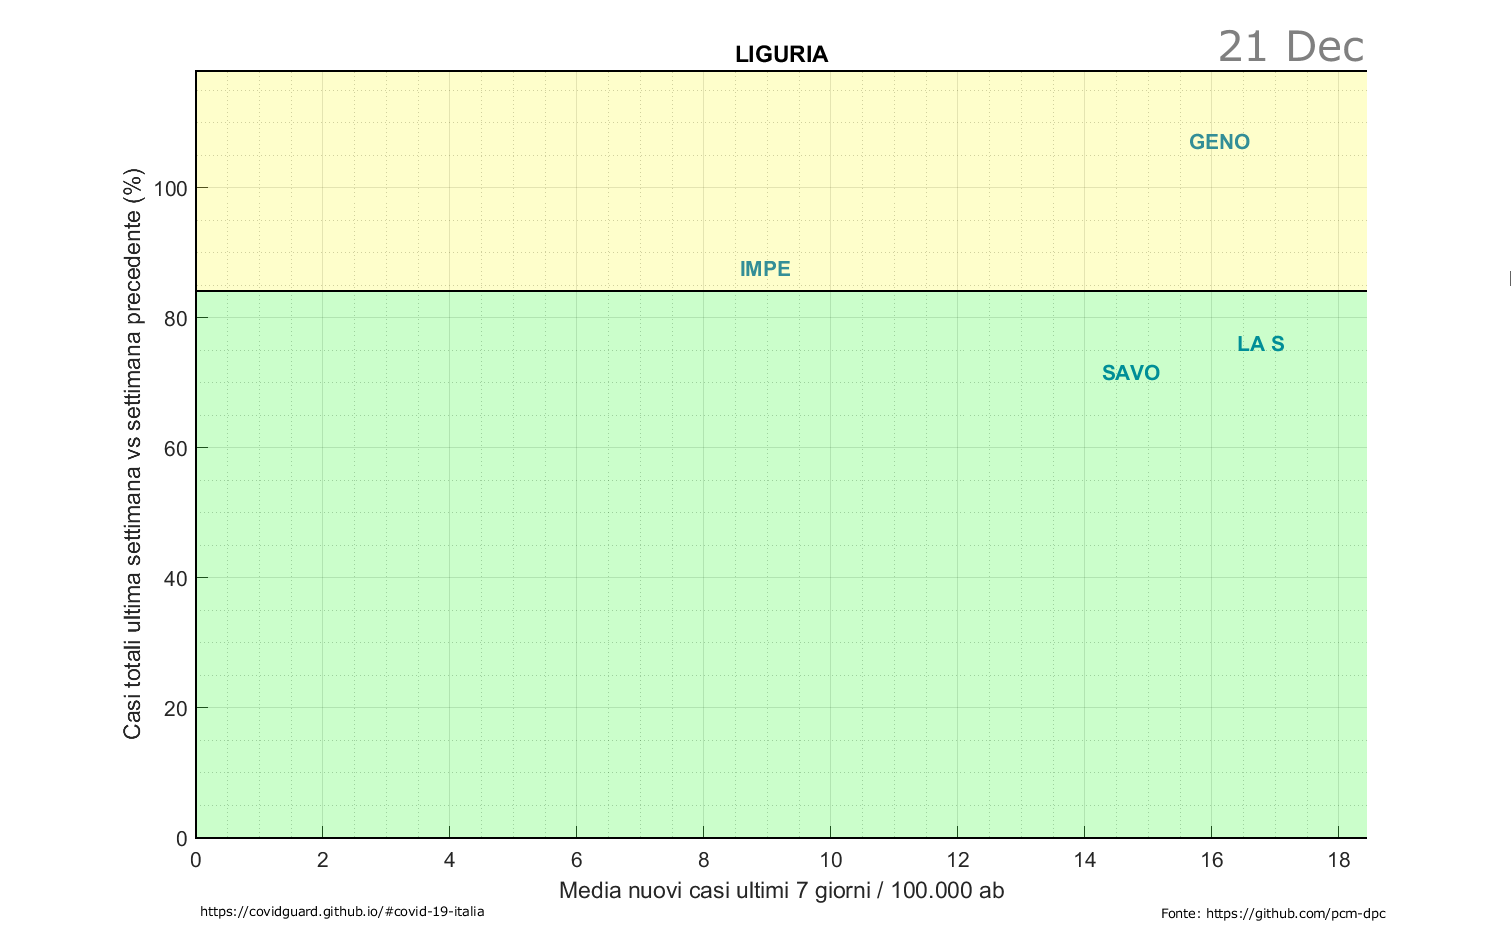 21 Dec
LIGURIA
GENO
IMPE
LA S
SAVO
Casi totali ultima settimana vs settimana precedente (%)
100
80
60
40
20
0
0 2 4 6 8 10 12 14 16 18
Media nuovi casi ultimi 7 giorni / 100.000 ab
https://covidguard.github.io/#covid-19-italia
Fonte: https://github.com/pcm-dpc